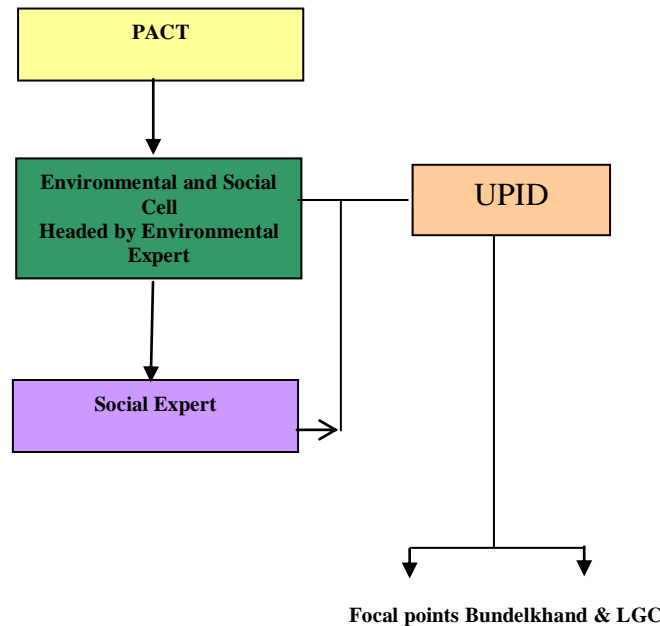 PACT
Environmental and Social
Cell
Headed by Environmental
Expert
UPID
Social Expert
Focal points Bundelkhand & LGC